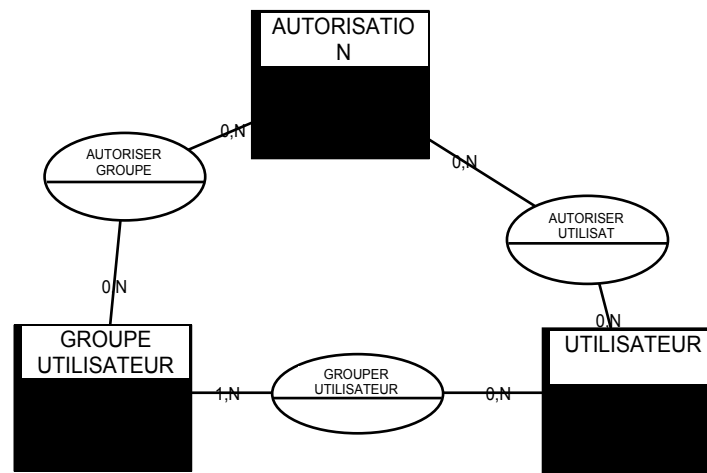 AUTORISATIO
N
0,N
AUTORISER
GROUPE
0,N
AUTORISER
UTILISAT
0,N
0,N
GROUPE
UTILISATEUR
UTILISATEUR
GROUPER
UTILISATEUR
1,N
0,N